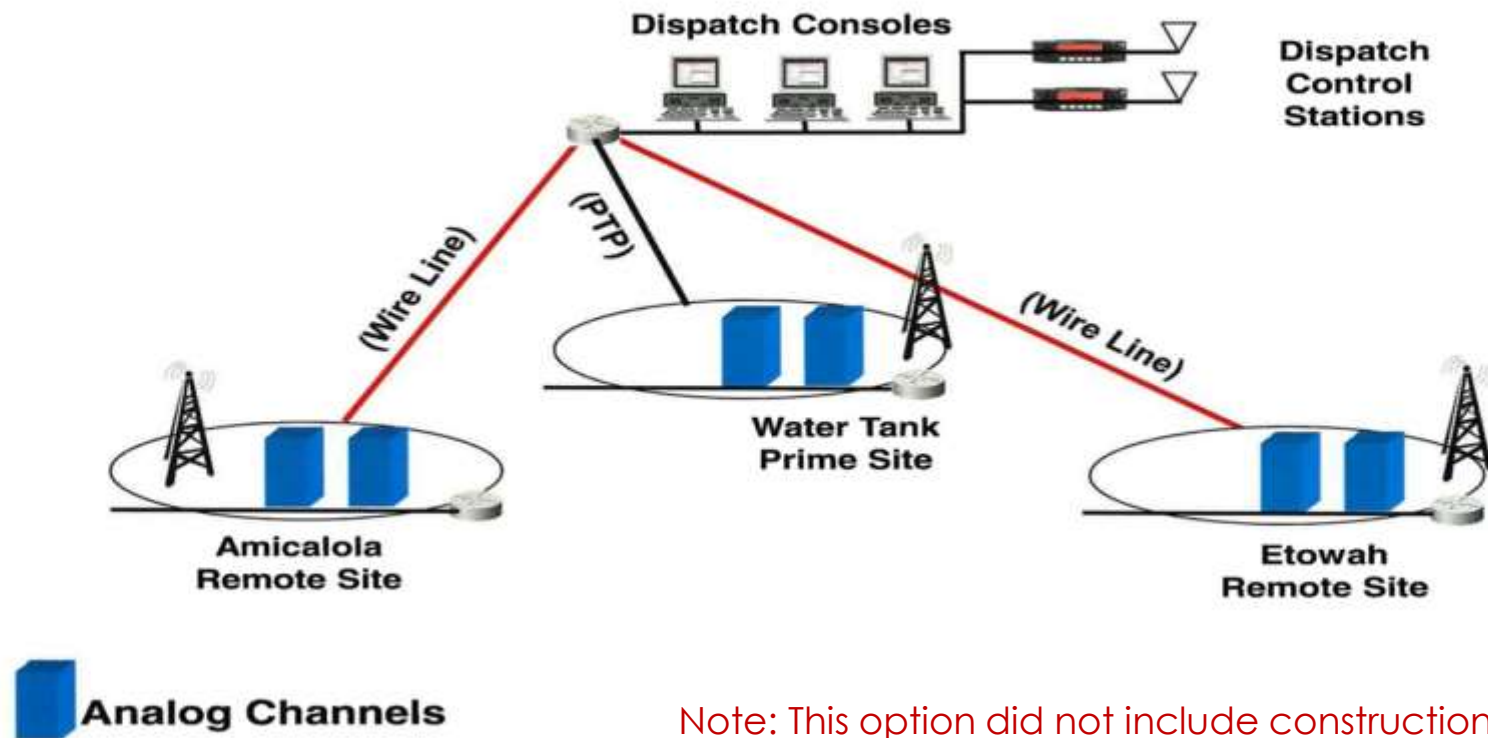 Dispatch Consoles
Dispatch
Control
Stations
(Wire Line)
(PTP)
(Wire Line)
Water Tank
Prime Site
Amicalola
Remote Site
Etowah
Remote Site
Analog Channels
Note: This option did not include construction